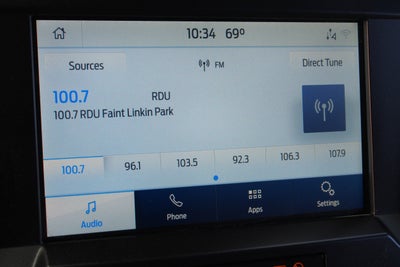 10:34 69°
Sources FM Direct Tune
100.7 RDU
100.7 RDU Faint Linkin Park
100.7 96.1 103.5 92.3 106.3 107.9
Audio Phone Apps Settings